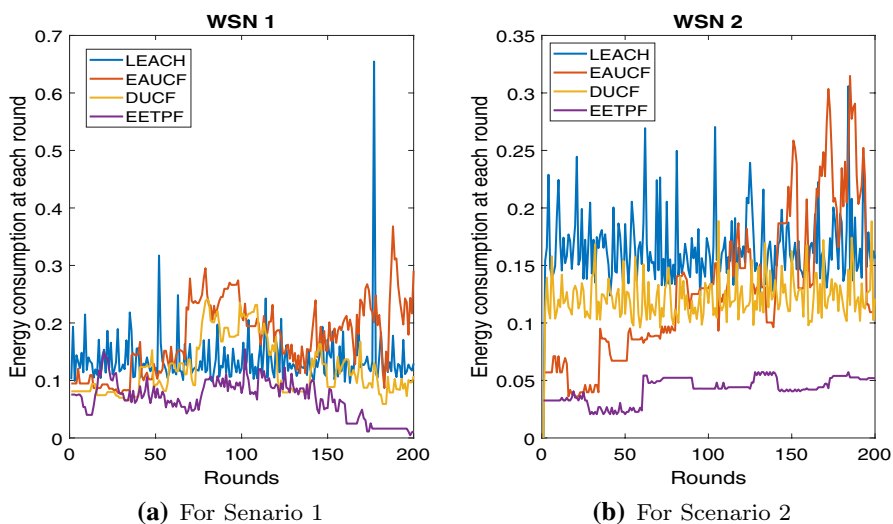 WSN 1
Energy consumption at each round
0.7
0.6
0.5
0.4
0.3
0.2
0.1
0
LEACH
EAUCF
DUCF
EETPF
0 50 100 150 200
Rounds
(a) For Senario 1
WSN 2
Energy consumption at each round
0.35
0.3
0.25
0.2
0.15
0.1
0.05
0
LEACH
EAUCF
DUCF
EETPF
0 50 100 150 200
Rounds
(b) For Scenario 2